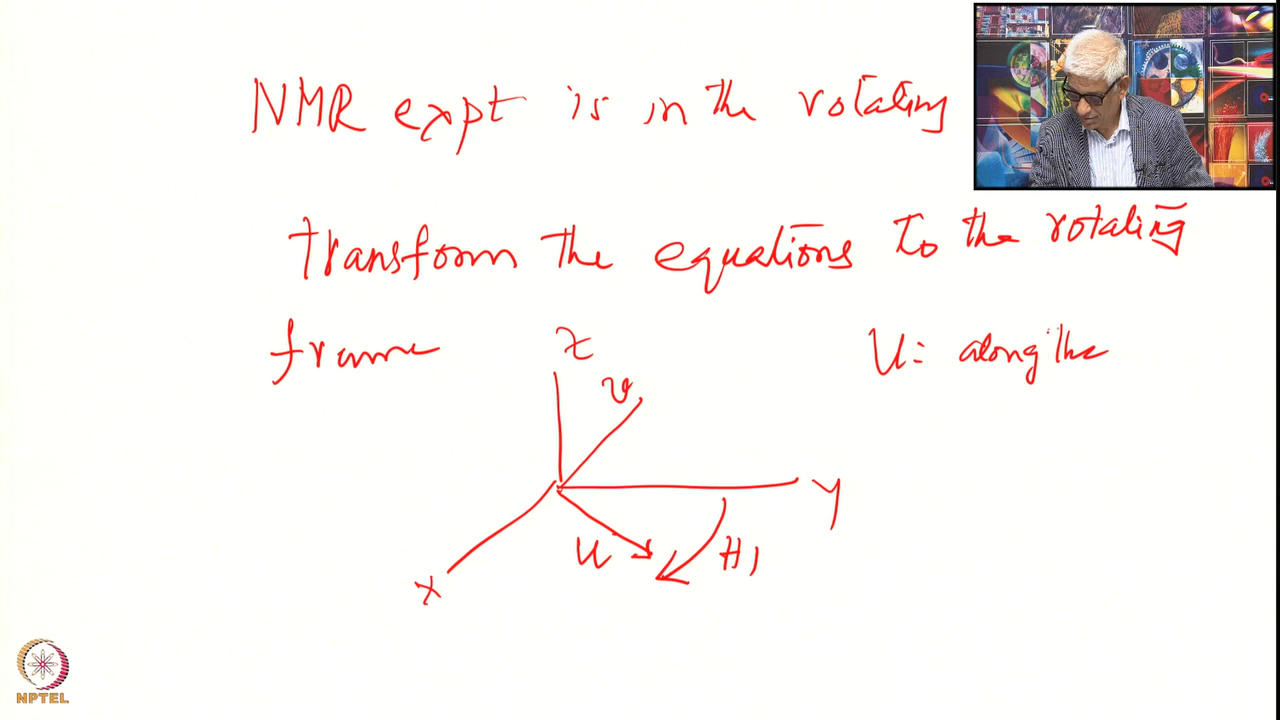 NMR expt is in the rotating
transform the equations to the rotating
frame
U: along the
Z
v
Y
U
H1
X
NPTEL